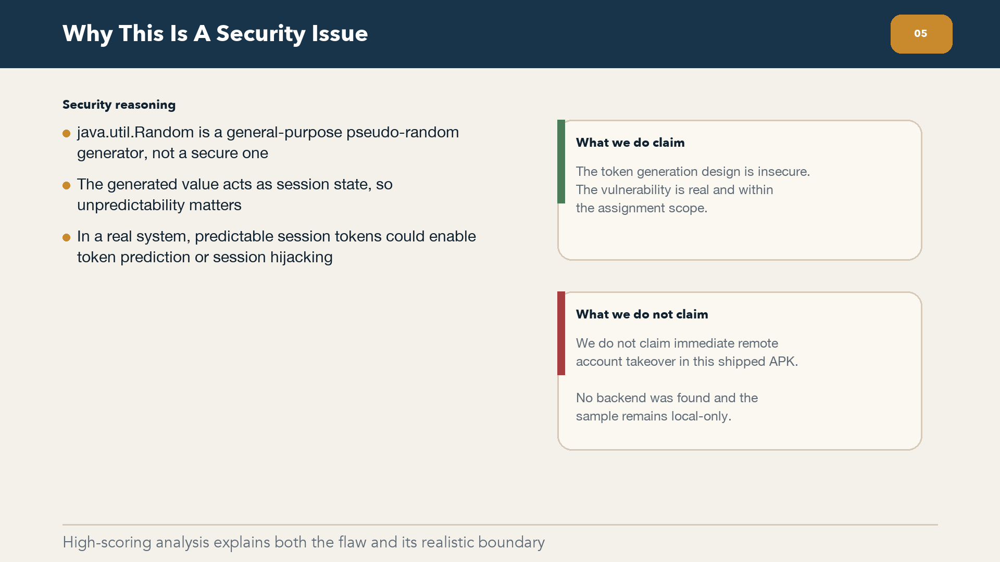 Why This Is A Security Issue
05
Security reasoning
java.util.Random is a general-purpose pseudo-random
generator, not a secure one
The generated value acts as session state, so
unpredictability matters
In a real system, predictable session tokens could enable
token prediction or session hijacking
What we do claim
The token generation design is insecure.
The vulnerability is real and within
the assignment scope.
What we do not claim
We do not claim immediate remote
account takeover in this shipped APK.
No backend was found and the
sample remains local-only.
High-scoring analysis explains both the flaw and its realistic boundary